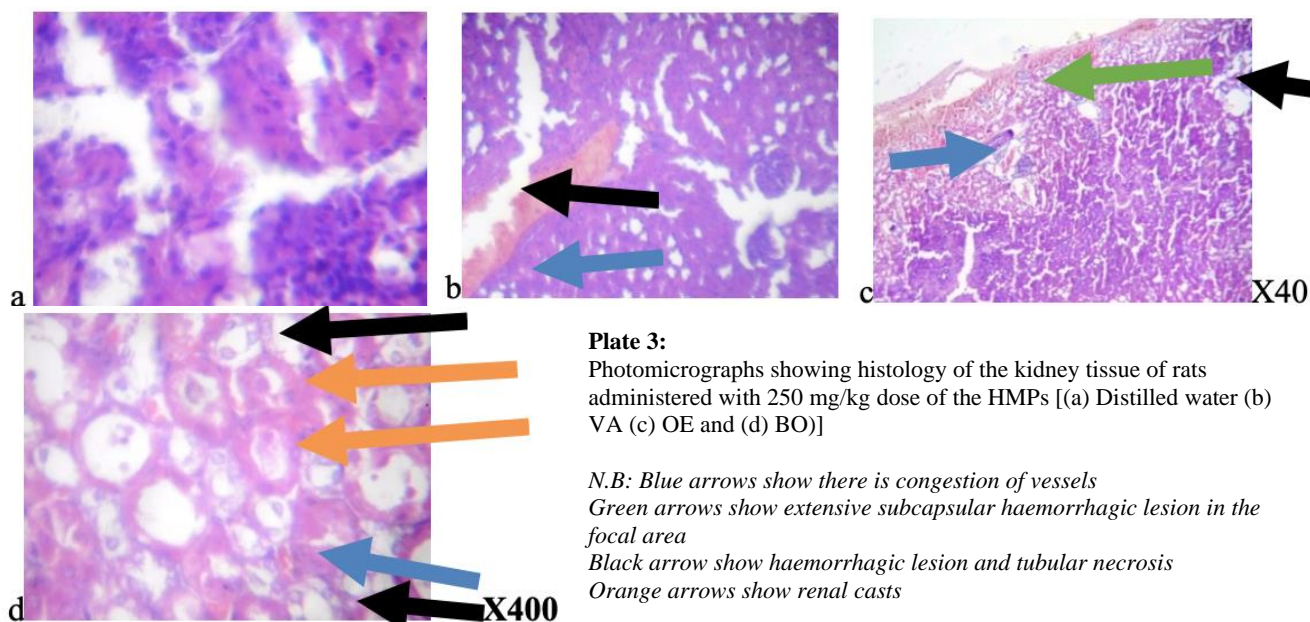 a
b
c
X40
d
X400
Plate 3:
Photomicrographs showing histology of the kidney tissue of rats
administered with 250 mg/kg dose of the HMPs [(a) Distilled water (b)
VA (c) OE and (d) BO)]
N.B: Blue arrows show there is congestion of vessels
Green arrows show extensive subcapsular haemorrhagic lesion in the
focal area
Black arrow show haemorrhagic lesion and tubular necrosis
Orange arrows show renal casts